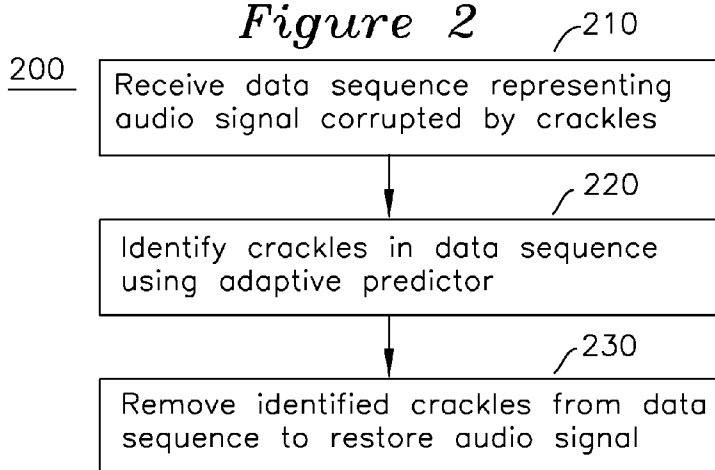 Figure 2
200
210
Receive data sequence representing
audio signal corrupted by crackles
220
Identify crackles in data sequence
using adaptive predictor
230
Remove identified crackles from data
sequence to restore audio signal